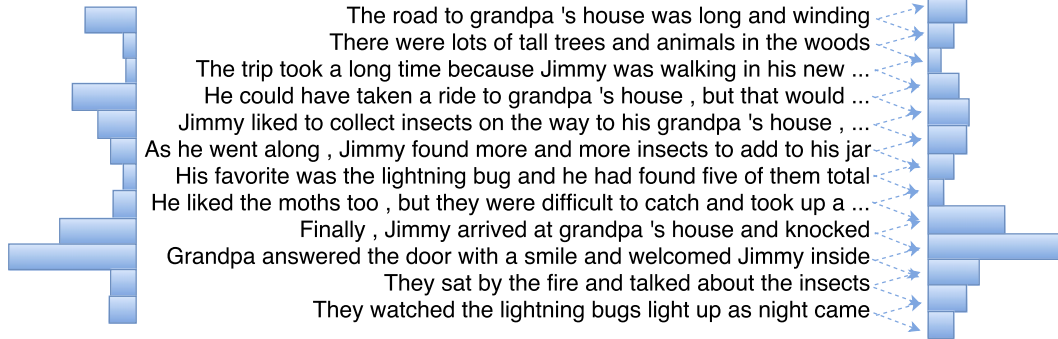 The road to grandpa 's house was long and winding
There were lots of tall trees and animals in the woods
The trip took a long time because Jimmy was walking in his new ...
He could have taken a ride to grandpa 's house , but that would ...
Jimmy liked to collect insects on the way to his grandpa 's house , ...
As he went along , Jimmy found more and more insects to add to his jar
His favorite was the lightning bug and he had found five of them total
He liked the moths too , but they were difficult to catch and took up a ...
Finally , Jimmy arrived at grandpa 's house and knocked
Grandpa answered the door with a smile and welcomed Jimmy inside
They sat by the fire and talked about the insects
They watched the lightning bugs light up as night came